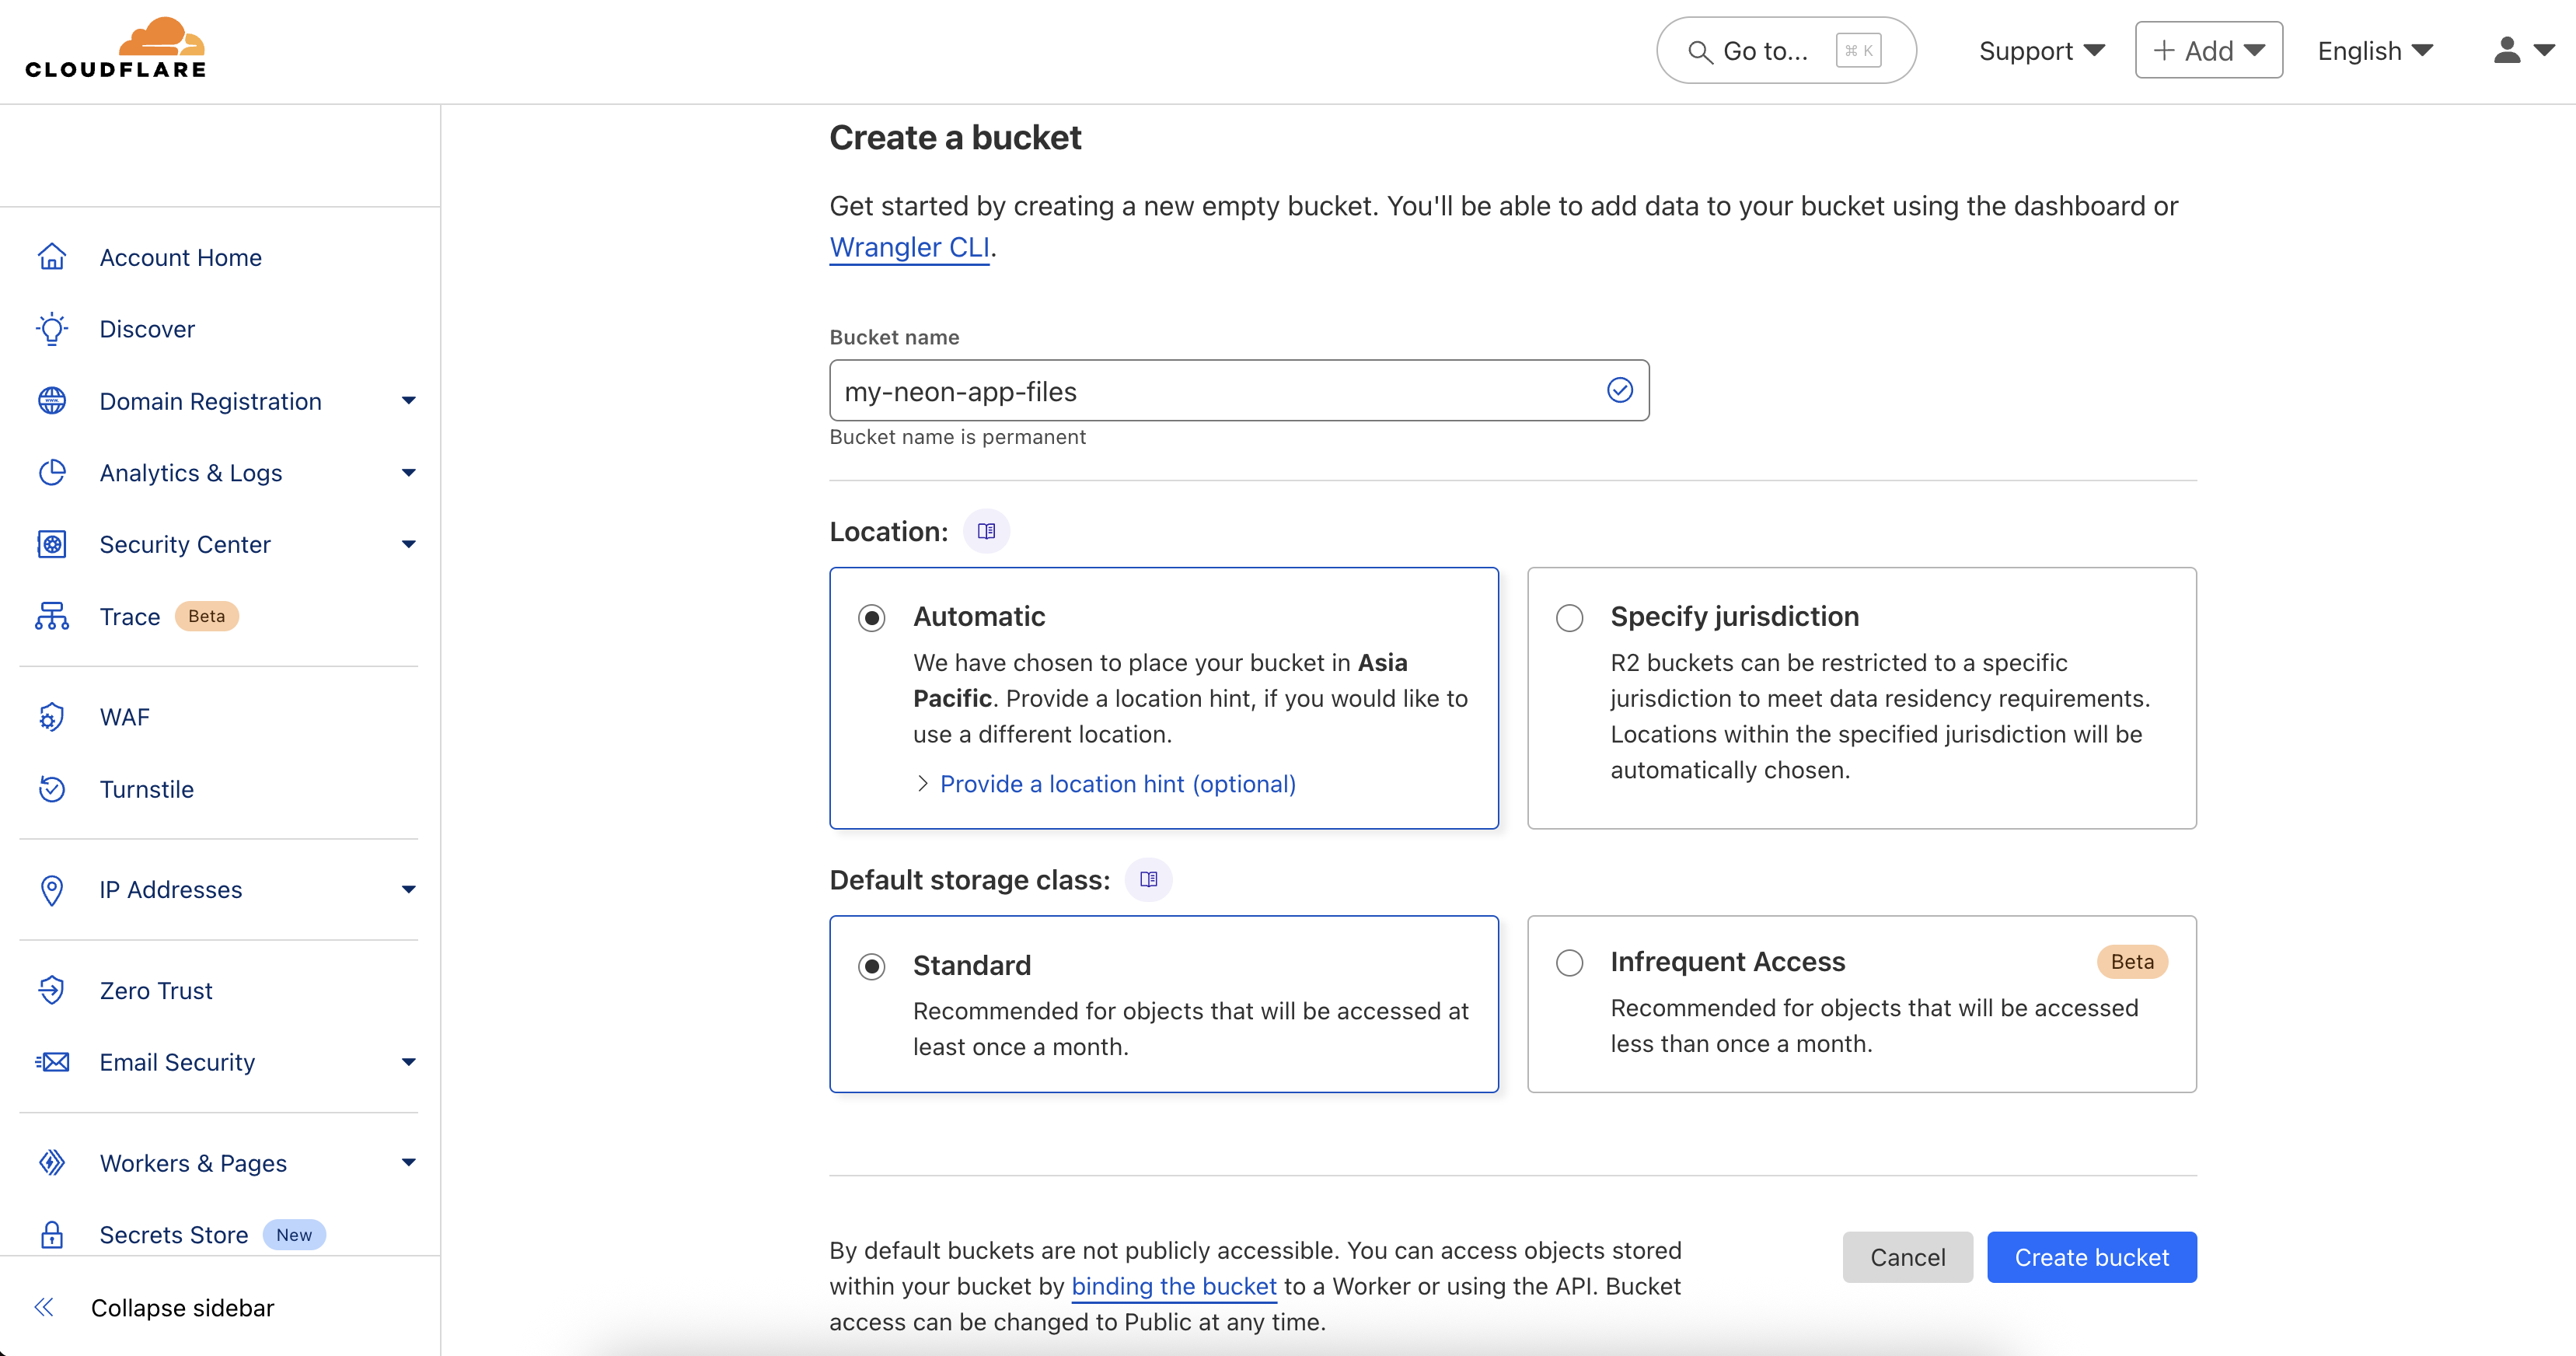 CLOUDFLARE
Go to...
⌘ K
Support
Add
English
Account Home
Discover
Domain Registration
Analytics & Logs
Security Center
Trace Beta
WAF
Turnstile
IP Addresses
Zero Trust
Email Security
Workers & Pages
Secrets Store New
Collapse sidebar
Create a bucket
Get started by creating a new empty bucket. You'll be able to add data to your bucket using the dashboard or
Wrangler CLI.
Bucket name
my-neon-app-files
Bucket name is permanent
Location:
Automatic
We have chosen to place your bucket in Asia
Pacific. Provide a location hint, if you would like to
use a different location.
Provide a location hint (optional)
Specify jurisdiction
R2 buckets can be restricted to a specific
jurisdiction to meet data residency requirements.
Locations within the specified jurisdiction will be
automatically chosen.
Default storage class:
Standard
Recommended for objects that will be accessed at
least once a month.
Infrequent Access Beta
Recommended for objects that will be accessed
less than once a month.
By default buckets are not publicly accessible. You can access objects stored
within your bucket by binding the bucket to a Worker or using the API. Bucket
access can be changed to Public at any time.
Cancel
Create bucket